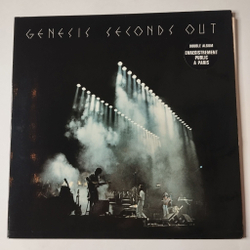 GENESIS SECONDS OUT
DOUBLE ALBUM
ENREGISTREMENT
PUBLIC
A PARIS